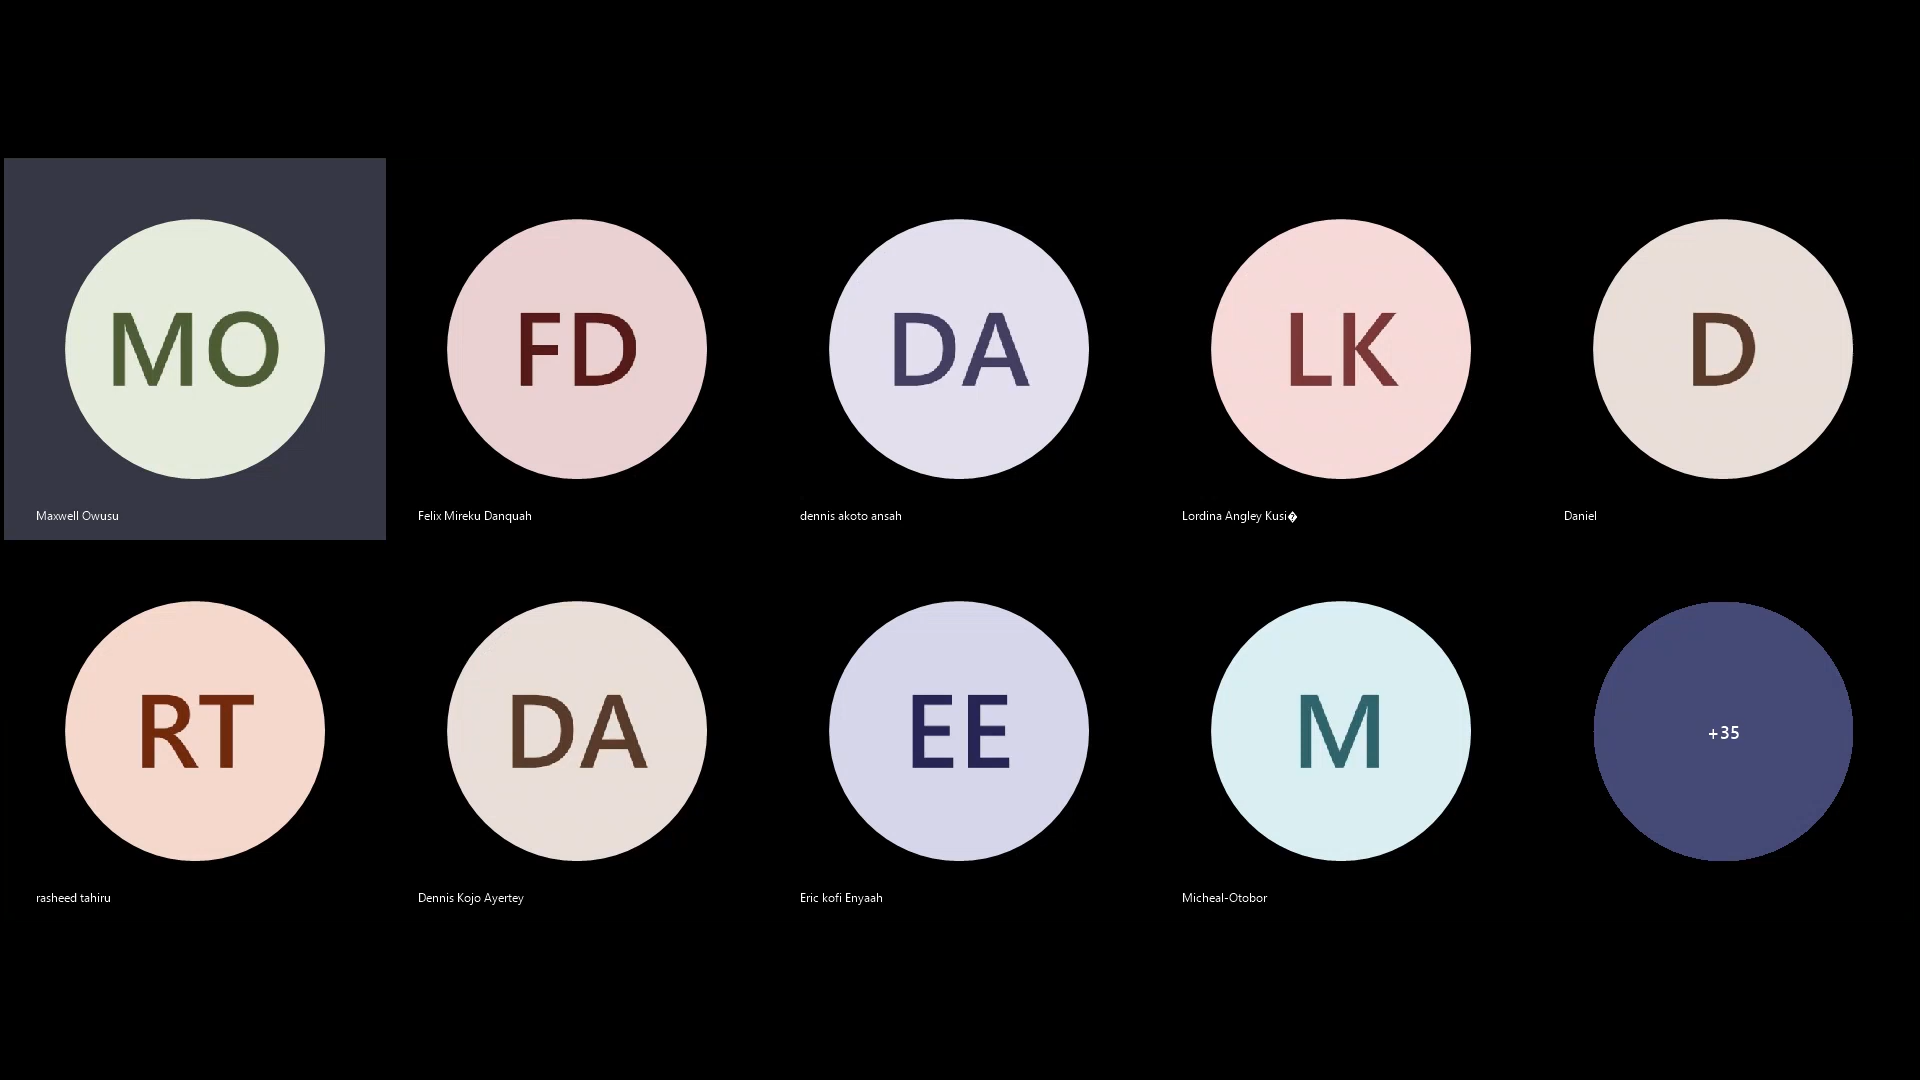 MO
FD
DA
LK
D
Maxwell Owusu
Felix Mireku Danquah
dennis akoto ansah
Lordina Angley Kusi�
Daniel
RT
DA
EE
M
+35
rasheed tahiru
Dennis Kojo Ayertey
Eric kofi Enyaah
Micheal-Otobor